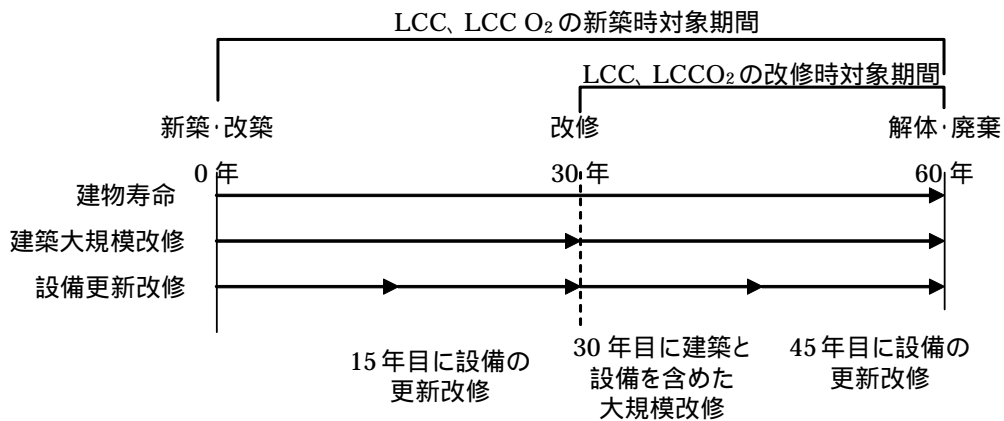 LCC、LCC O₂の新築時対象期間
LCC、LCCO₂の改修時対象期間
新築・改築
改修
解体・廃棄
0年
30年
60年
建物寿命
建築大規模改修
設備更新改修
15年目に設備の
更新改修
30年目に建築と
設備を含めた
大規模改修
45年目に設備の
更新改修